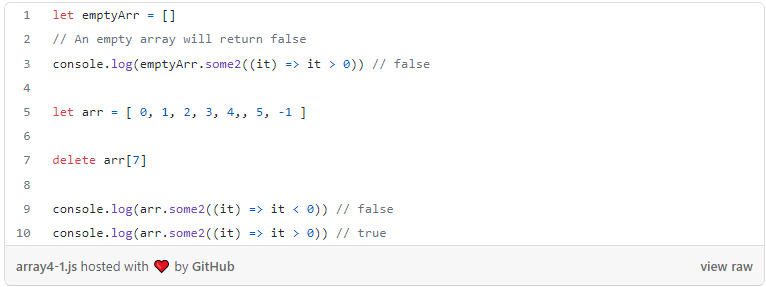 1 let emptyArr = []
2 // An empty array will return false
3 console.log(emptyArr.some2((it) => it > 0)) // false
4
5 let arr = [ 0, 1, 2, 3, 4,, 5, -1 ]
6
7 delete arr[7]
8
9 console.log(arr.some2((it) => it < 0)) // false
10 console.log(arr.some2((it) => it > 0)) // true
array4-1.js hosted with ❤ by GitHub view raw